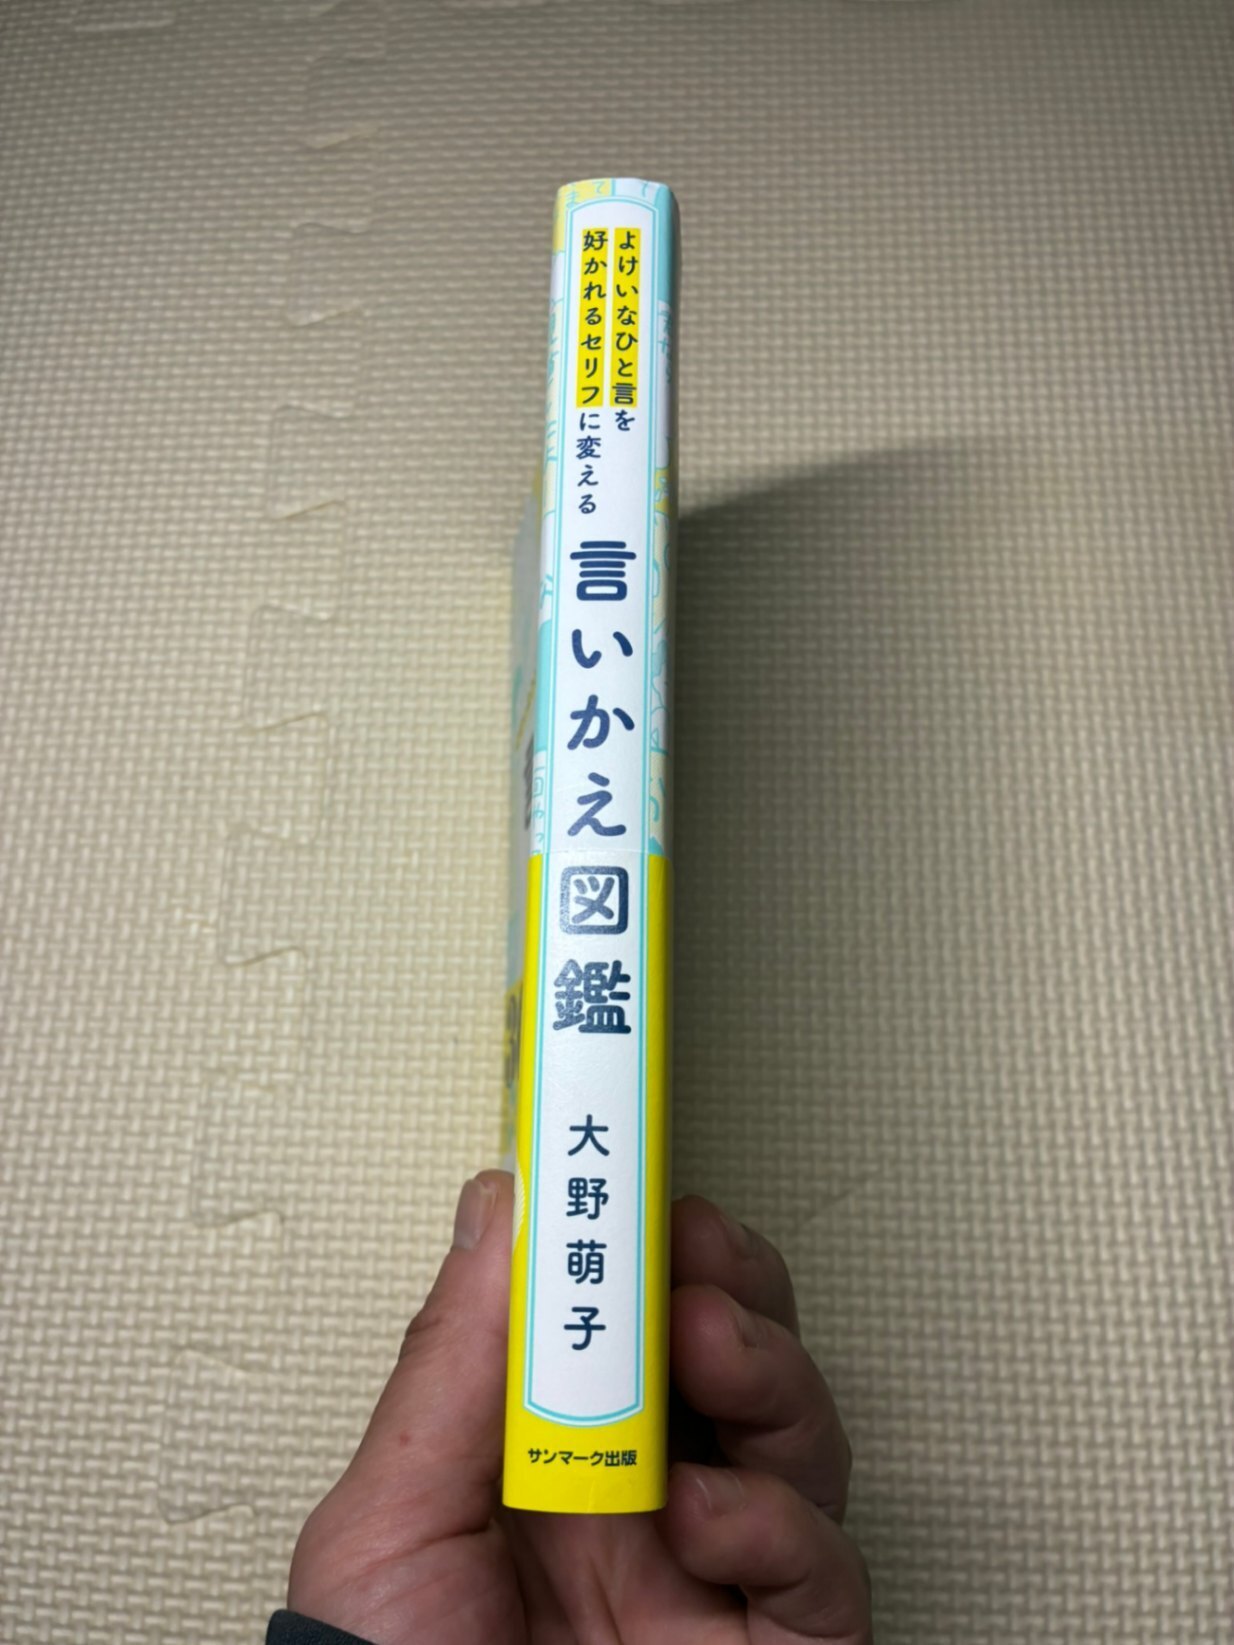 よけいなひと言を
好かれるセリフに変える
言いかえ図鑑
大野萌子
サンマーク出版